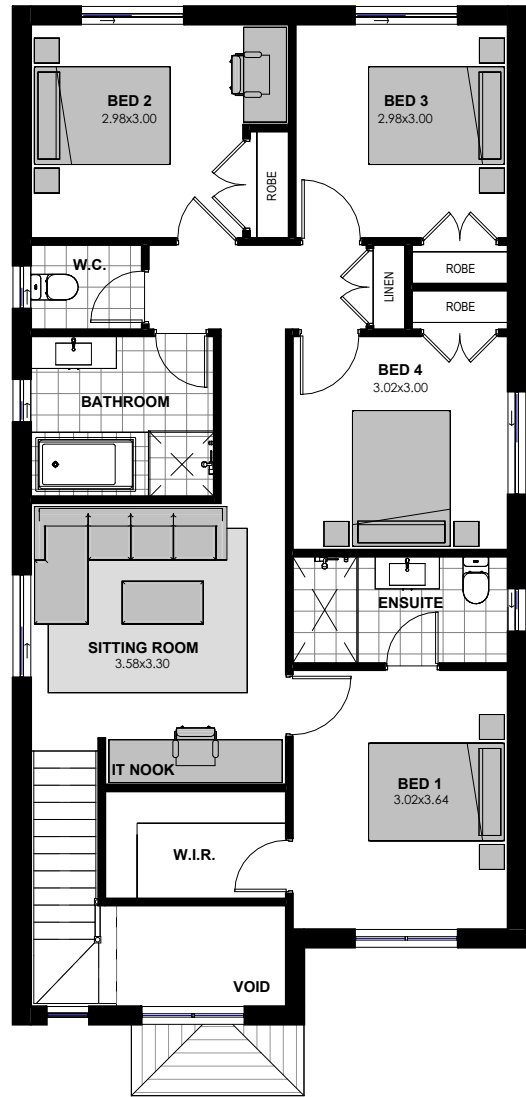 BED 2
2.98x3.00
BED 3
2.98x3.00
ROBE
W.C.
LINEN
ROBE
ROBE
BED 4
3.02x3.00
BATHROOM
ENSUITE
SITTING ROOM
3.58x3.30
IT NOOK
BED 1
3.02x3.64
W.I.R.
VOID